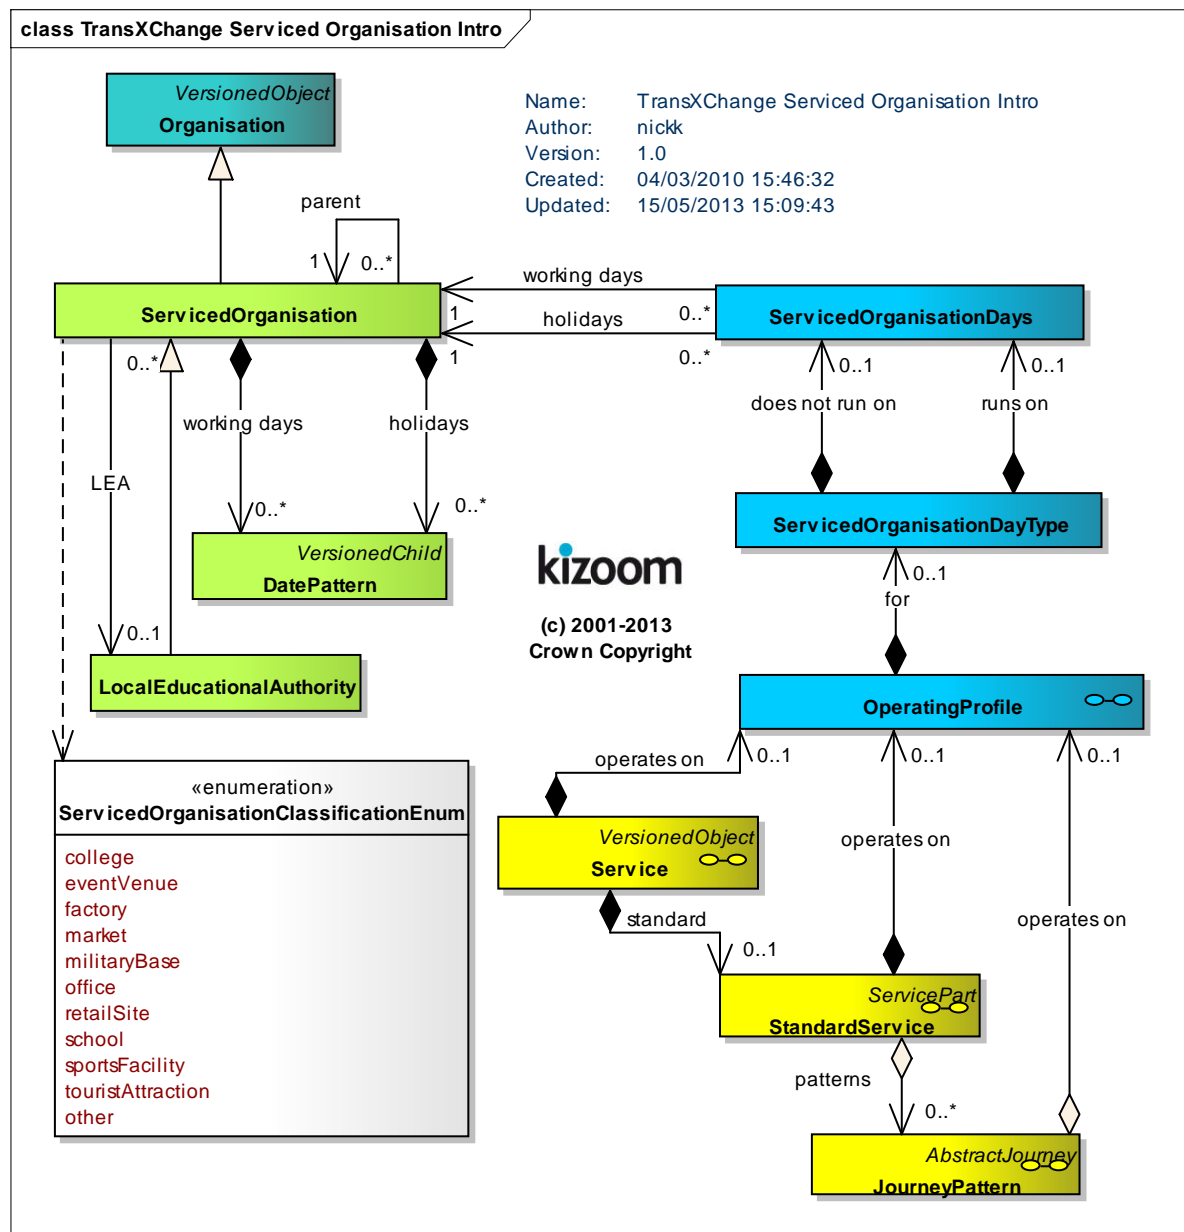 class TransXChange Serviced Organisation Intro
VersionedObject
Organisation
Name: TransXChange Serviced Organisation Intro
Author: nickk
Version: 1.0
Created: 04/03/2010 15:46:32
Updated: 15/05/2013 15:09:43
parent
1
0..*
ServicedOrganisation
working days
1
0..*
holidays
1
0..*
ServicedOrganisationDays
0..*
working days
holidays
0..1
0..1
does not run on
runs on
LEA
0..*
0..*
ServicedOrganisationDayType
VersionedChild
DatePattern
kizoom
(c) 2001-2013
Crown Copyright
0..1
for
0..1
LocalEducationalAuthority
OperatingProfile
operates on
0..1
0..1
0..1
«enumeration»
ServicedOrganisationClassificationEnum
college
eventVenue
factory
market
militaryBase
office
retailSite
school
sportsFacility
touristAttraction
other
VersionedObject
Service
operates on
operates on
standard
0..1
ServicePart
StandardService
patterns
0..*
AbstractJourney
JourneyPattern